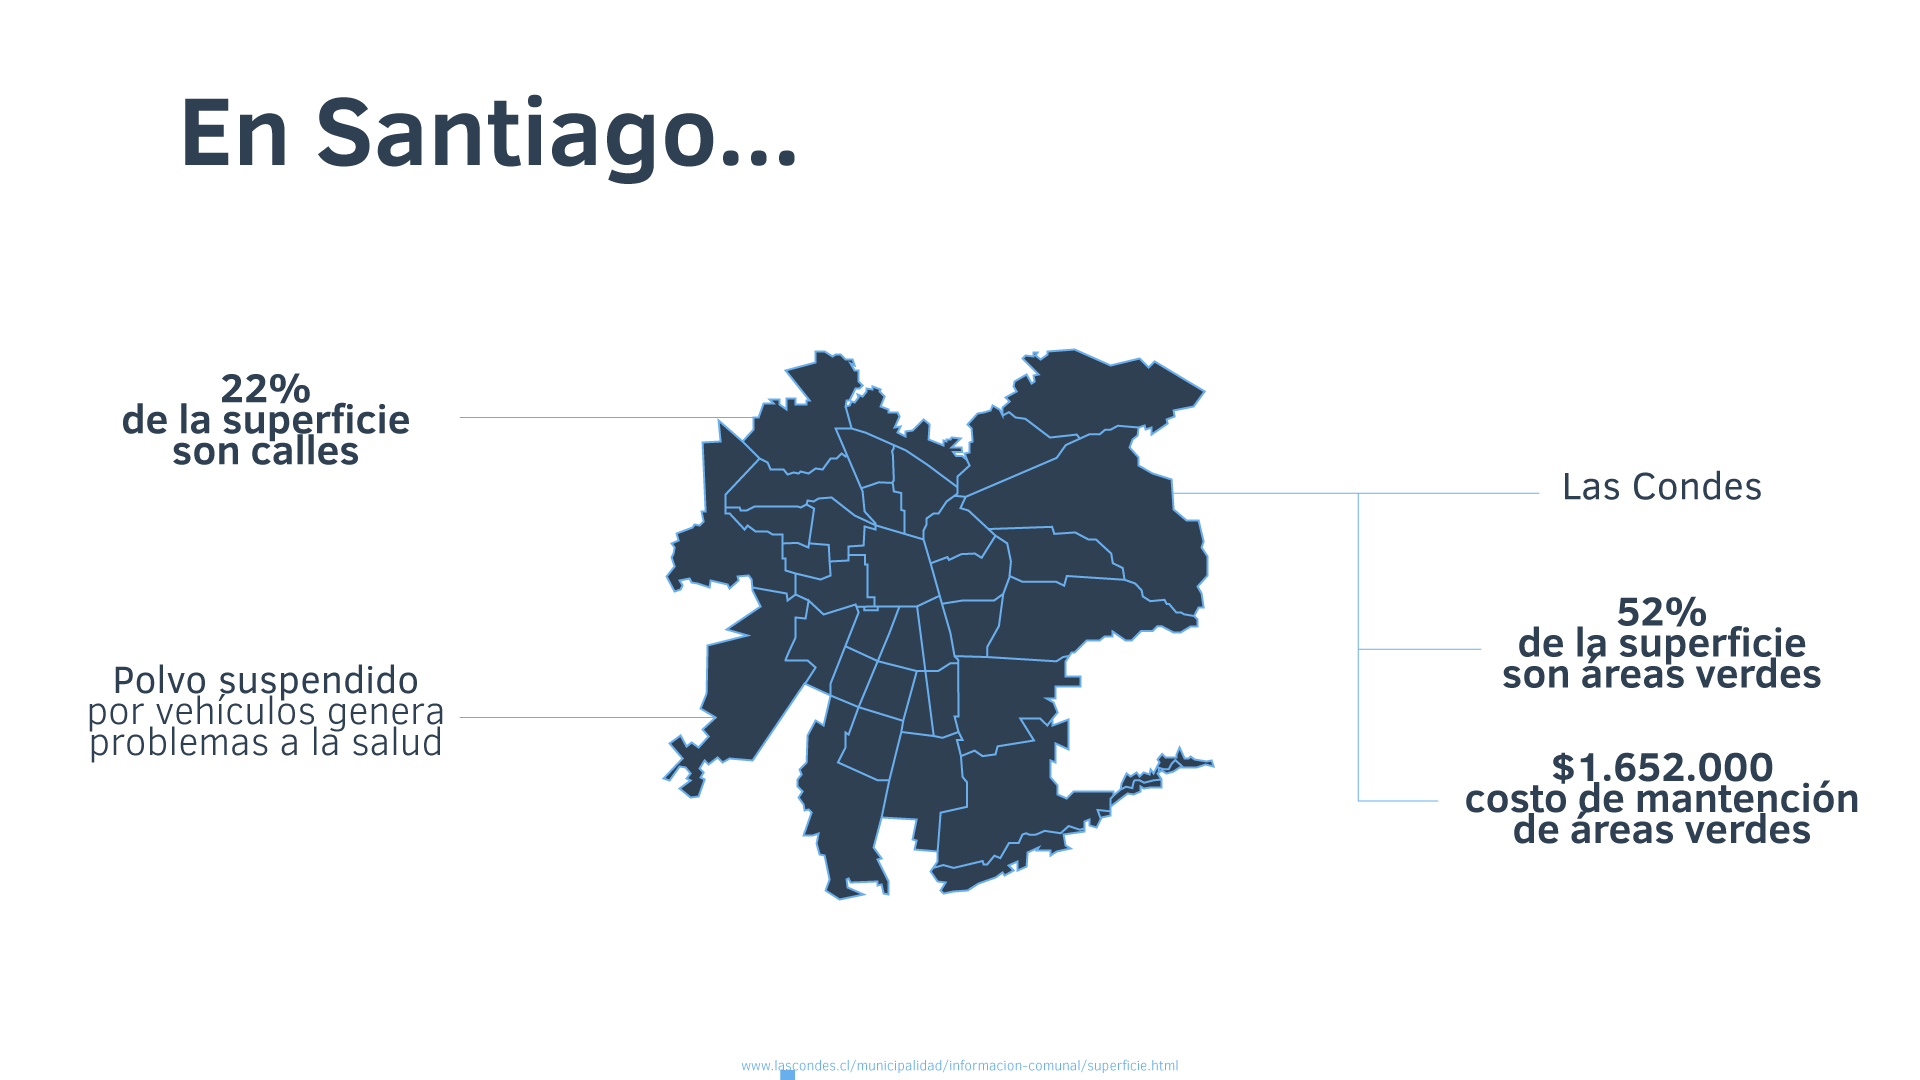 En Santiago...
22%
de la superficie
son calles
Polvo suspendido
por vehículos genera
problemas a la salud
Las Condes
52%
de la superficie
son áreas verdes
$1.652.000
costo de mantención
de áreas verdes
www.lascondes.cl/municipalidad/informacion-comunal/superficie.html